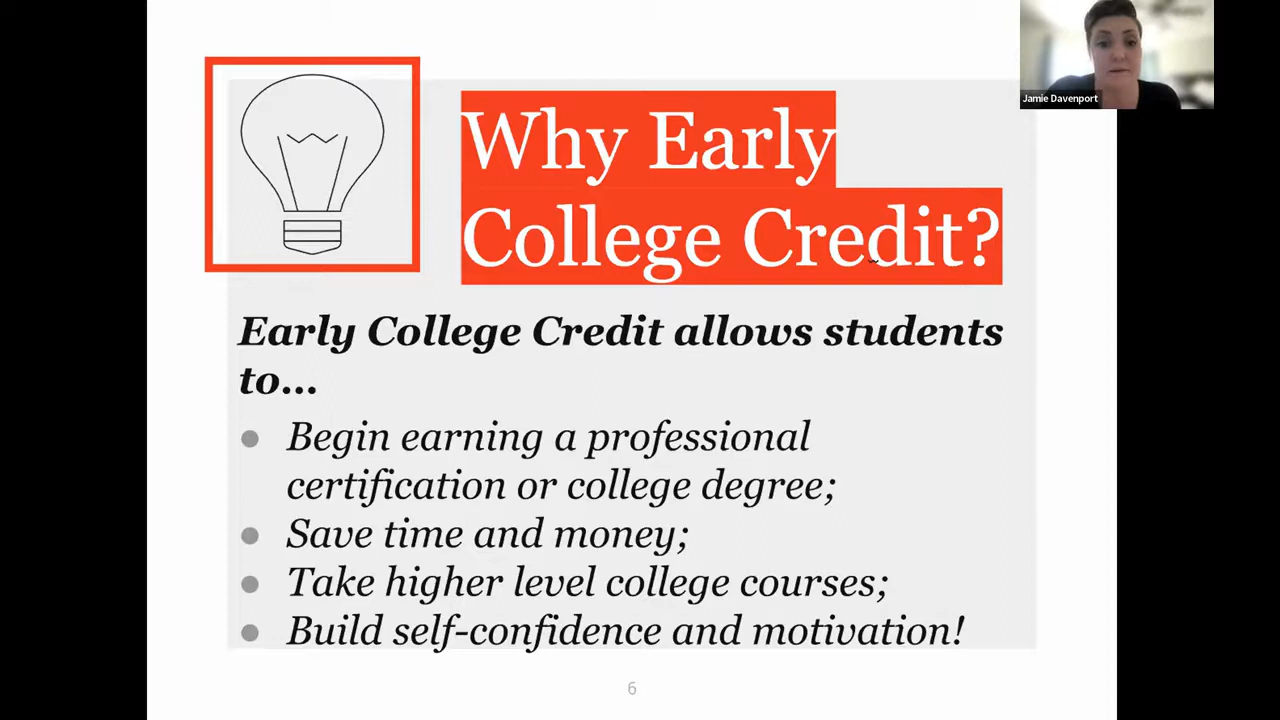 Jamie Davenport
Why Early
College Credit?
Early College Credit allows students
to...
Begin earning a professional
certification or college degree;
Save time and money;
Take higher level college courses;
Build self-confidence and motivation!
6